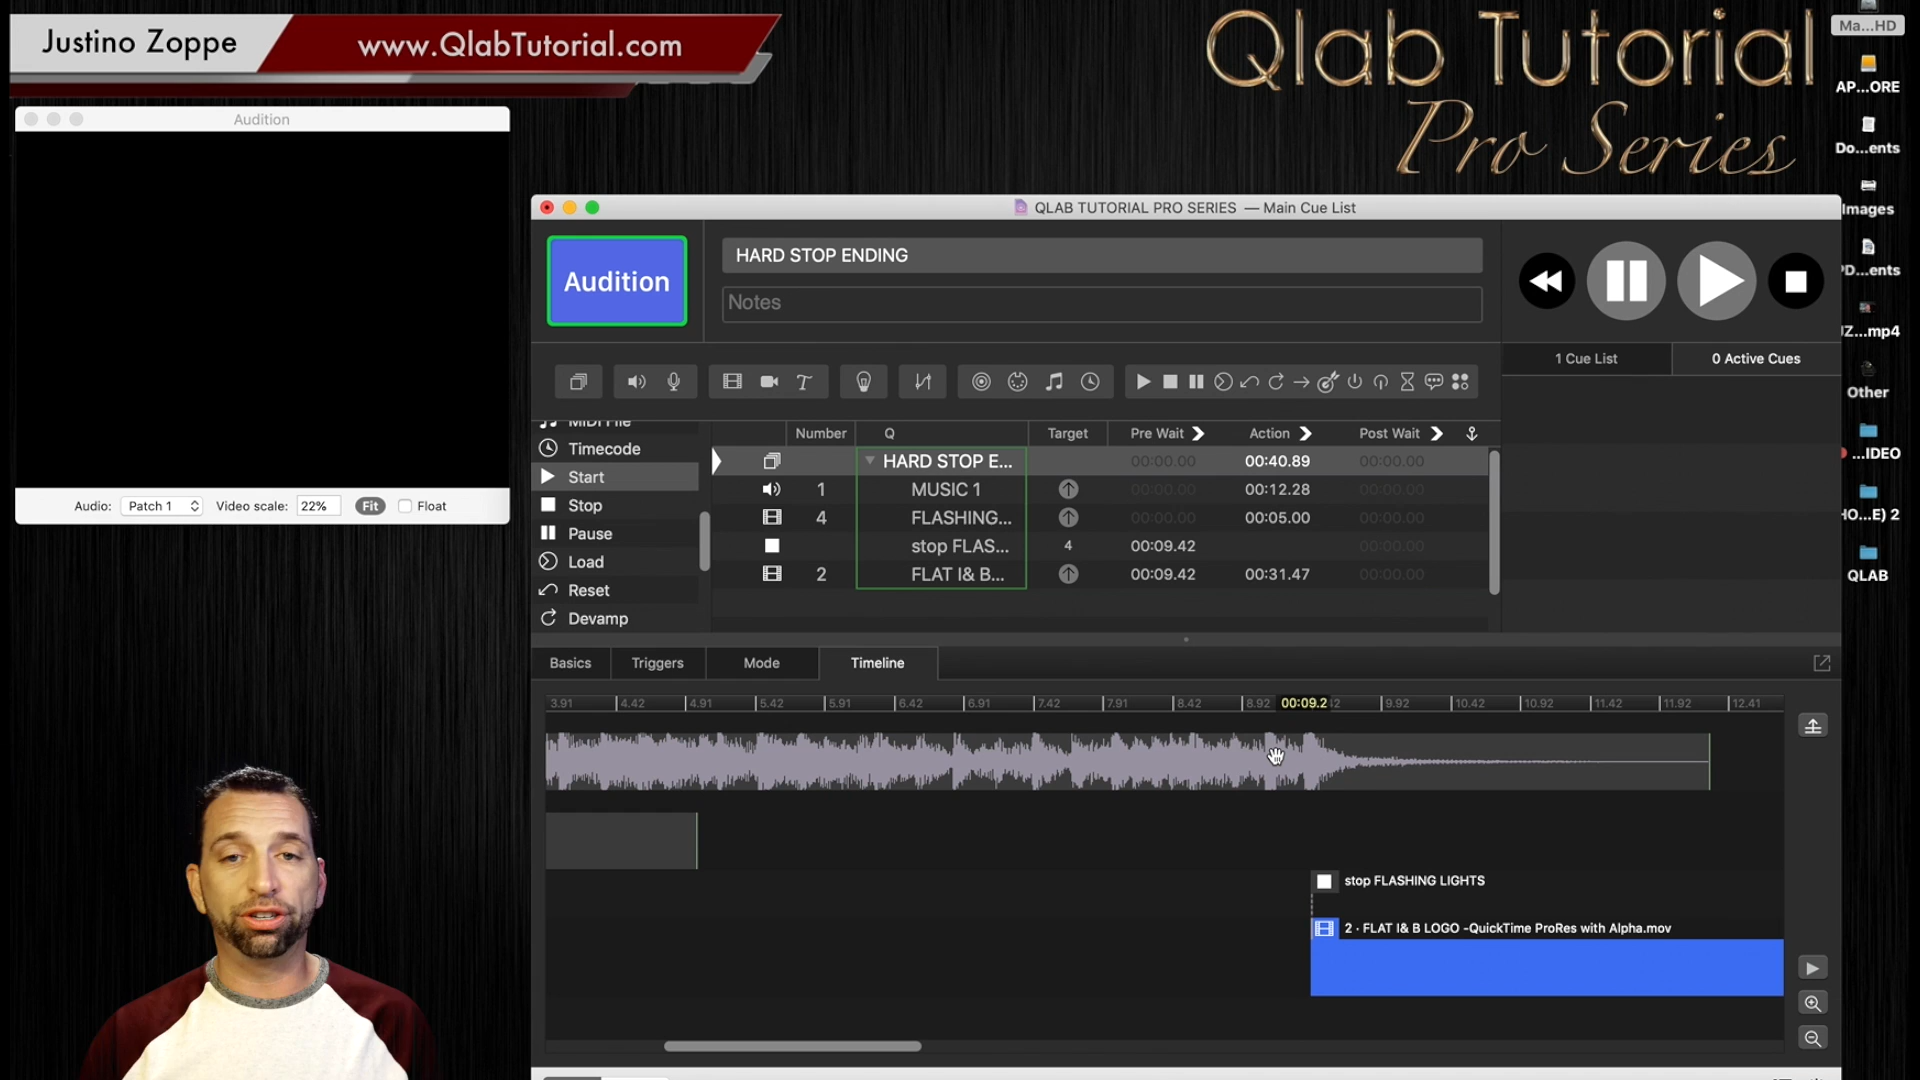 Justino Zoppe
www.QlabTutorial.com
Qlab Tutorial
Pro Series
Ma...HD
AP...ORE
Do...ents
Images
PD...ents
Z...mp4
Other
...IDEO
HO...E) 2
QLAB
Audition
Audio: Patch 1 Video scale: 22% Fit Float
QLAB TUTORIAL PRO SERIES — Main Cue List
Audition
HARD STOP ENDING
Notes
1 Cue List 0 Active Cues
MIDI File
Timecode
Start
Stop
Pause
Load
Reset
Devamp
Number Q Target Pre Wait Action Post Wait
HARD STOP E... 00:00.00 00:40.89 00:00.00
1 MUSIC 1 00:00.00 00:12.28 00:00.00
4 FLASHING... 00:00.00 00:05.00 00:00.00
stop FLAS... 4 00:09.42 00:00.00
2 FLAT I& B... 00:09.42 00:31.47 00:00.00
Basics Triggers Mode Timeline
3.91 4.42 4.91 5.42 5.91 6.42 6.91 7.42 7.91 8.42 8.92 00:09.2 9.92 10.42 10.92 11.42 11.92 12.41
stop FLASHING LIGHTS
2 · FLAT I& B LOGO -QuickTime ProRes with Alpha.mov